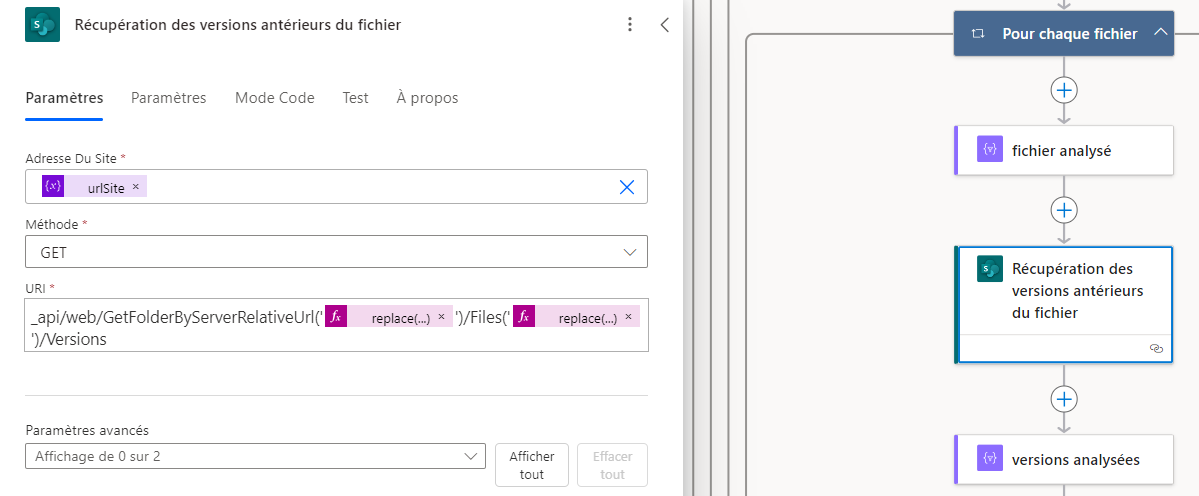 Récupération des versions antérieurs du fichier
Paramètres Paramètres Mode Code Test À propos
Adresse Du Site *
{x} urlSite ×
Méthode *
GET
URI *
_api/web/GetFolderByServerRelativeUrl('fx replace(...) × ')/Files('fx replace(...) ×
')/Versions
Paramètres avancés
Affichage de 0 sur 2
Afficher
tout
Effacer
tout
Pour chaque fichier
fichier analysé
Récupération des
versions antérieurs
du fichier
versions analysées